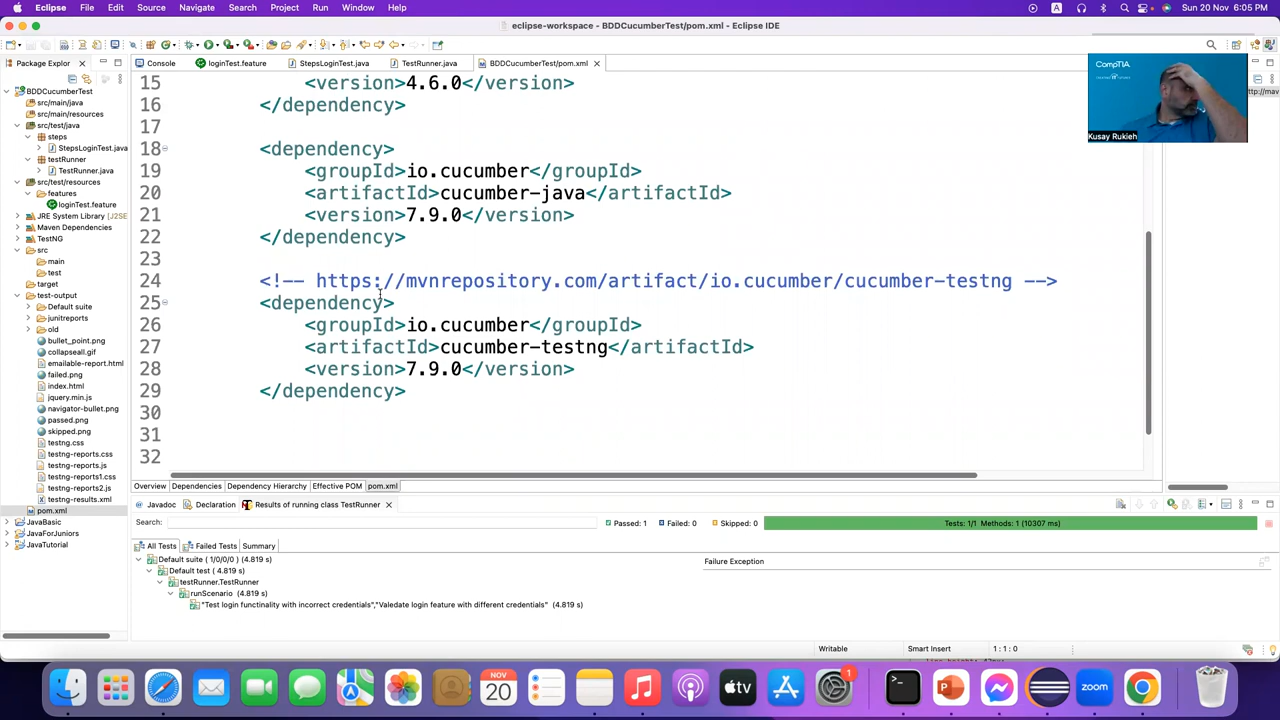 Eclipse File Edit Source Refactor Navigate Search Project Run Window Help
A
1
Sun 20 Nov 6:05 PM
eclipse-workspace - BDDCucumberTest/pom.xml - Eclipse IDE
Package Explorer
Console
loginTest.feature
StepsLoginTest.java
TestRunner.java
BDDCucumberTest/pom.xml
CompTIA
Kusay Rukieh
BDDCucumberTest
src/main/java
src/main/resources
src/test/java
steps
StepsLoginTest.java
testRunner
TestRunner.java
src/test/resources
features
loginTest.feature
JRE System Library [J2SE
Maven Dependencies
TestNG
src
main
test
target
test-output
Default suite
junitreports
old
bullet_point.png
collapseall.gif
emailable-report.html
failed.png
index.html
jquery.min.js
navigator-bullet.png
passed.png
skipped.png
testng.css
testng-reports.css
testng-reports.js
testng-reports1.css
testng-reports2.js
testng-results.xml
pom.xml
JavaBasic
JavaForJuniors
JavaTutorial
15 <version>4.6.0</version>
16 </dependency>
17
18 <dependency>
19 <groupId>io.cucumber</groupId>
20 <artifactId>cucumber-java</artifactId>
21 <version>7.9.0</version>
22 </dependency>
23
24 <!-- https://mvnrepository.com/artifact/io.cucumber/cucumber-testng -->
25 <dependency>
26 <groupId>io.cucumber</groupId>
27 <artifactId>cucumber-testng</artifactId>
28 <version>7.9.0</version>
29 </dependency>
30
31
32
http://mav
Overview Dependencies Dependency Hierarchy Effective POM pom.xml
Javadoc Declaration Results of running class TestRunner
Search:
Passed: 1 Failed: 0 Skipped: 0
Tests: 1/1 Methods: 1 (10307 ms)
All Tests Failed Tests Summary
Default suite ( 1/0/0/0 ) (4.819 s)
Default test ( 4.819 s)
testRunner.TestRunner
runScenario (4.819 s)
"Test login functinality with incorrect credentials","Valedate login feature with different credentials" (4.819 s)
Failure Exception
Writable
Smart Insert
1 : 1 : 0
NOV
20
tv
1
zoom